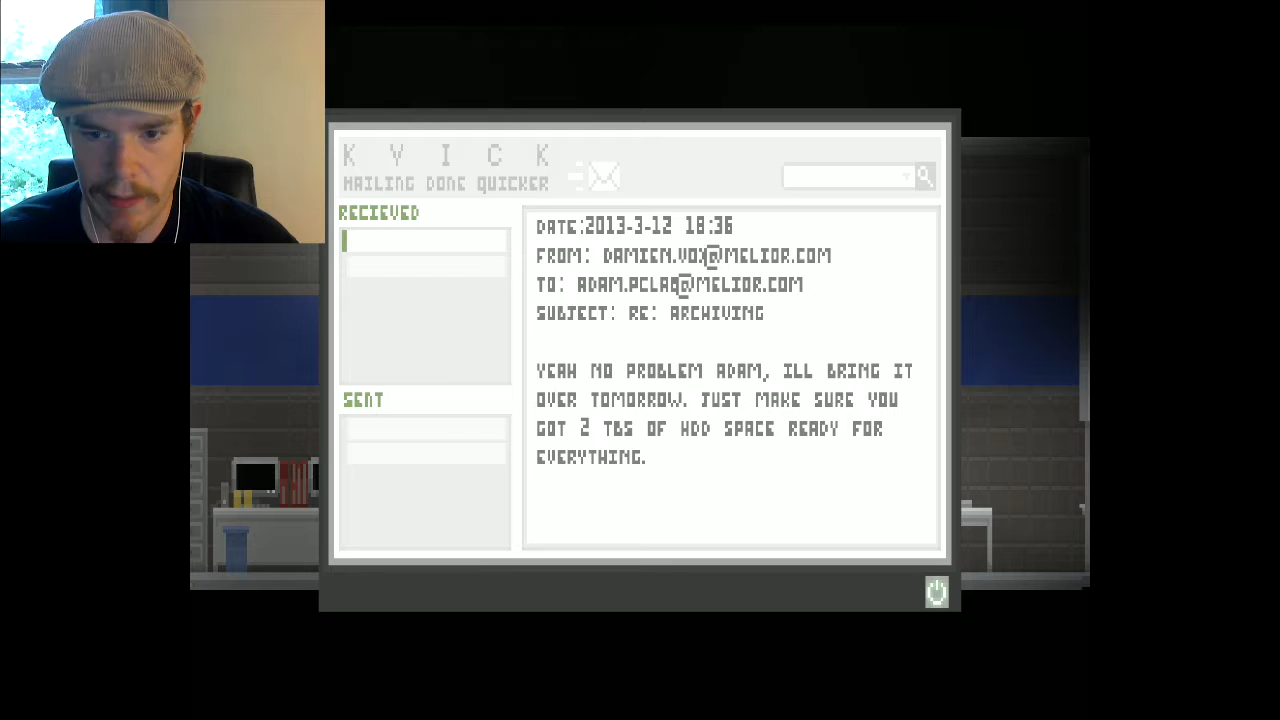 K V I C K
MAILING DONE QUICKER
RECIEVED
SENT
DATE:2013-3-12 18:36
FROM: DAMIEN.VOX@MELIOR.COM
TO: ADAM.PCLAB@MELIOR.COM
SUBJECT: RE: ARCHIVING
YEAH NO PROBLEM ADAM, ILL BRING IT
OVER TOMORROW. JUST MAKE SURE YOU
GOT 2 TBS OF HDD SPACE READY FOR
EVERYTHING.